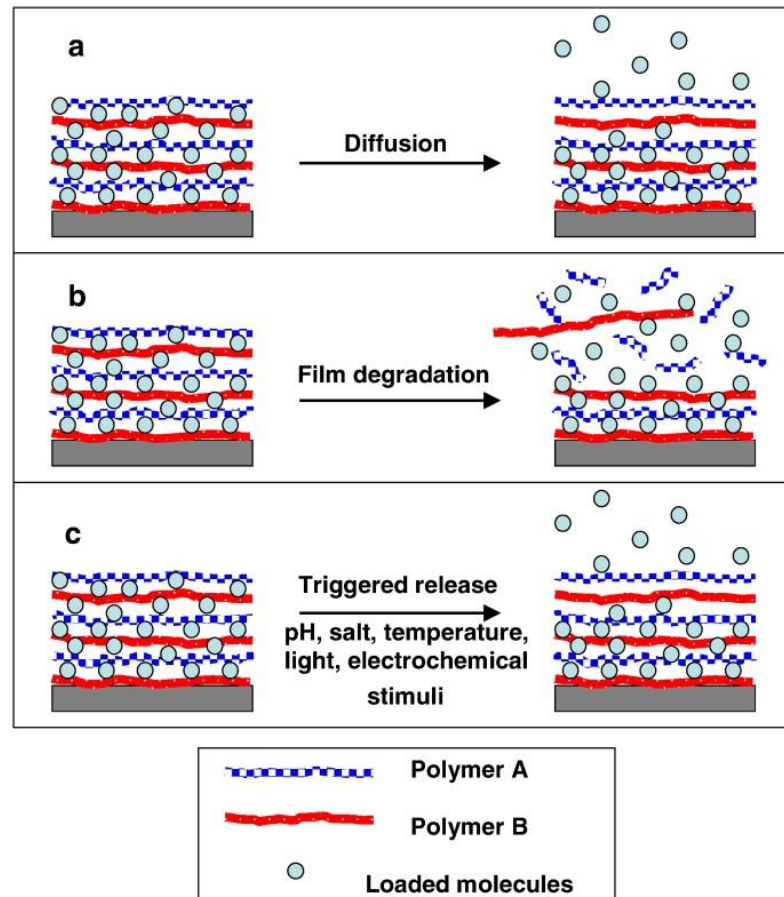 a
Diffusion
b
Film degradation
c
Triggered release
pH, salt, temperature,
light, electrochemical
stimuli
Polymer A
Polymer B
Loaded molecules